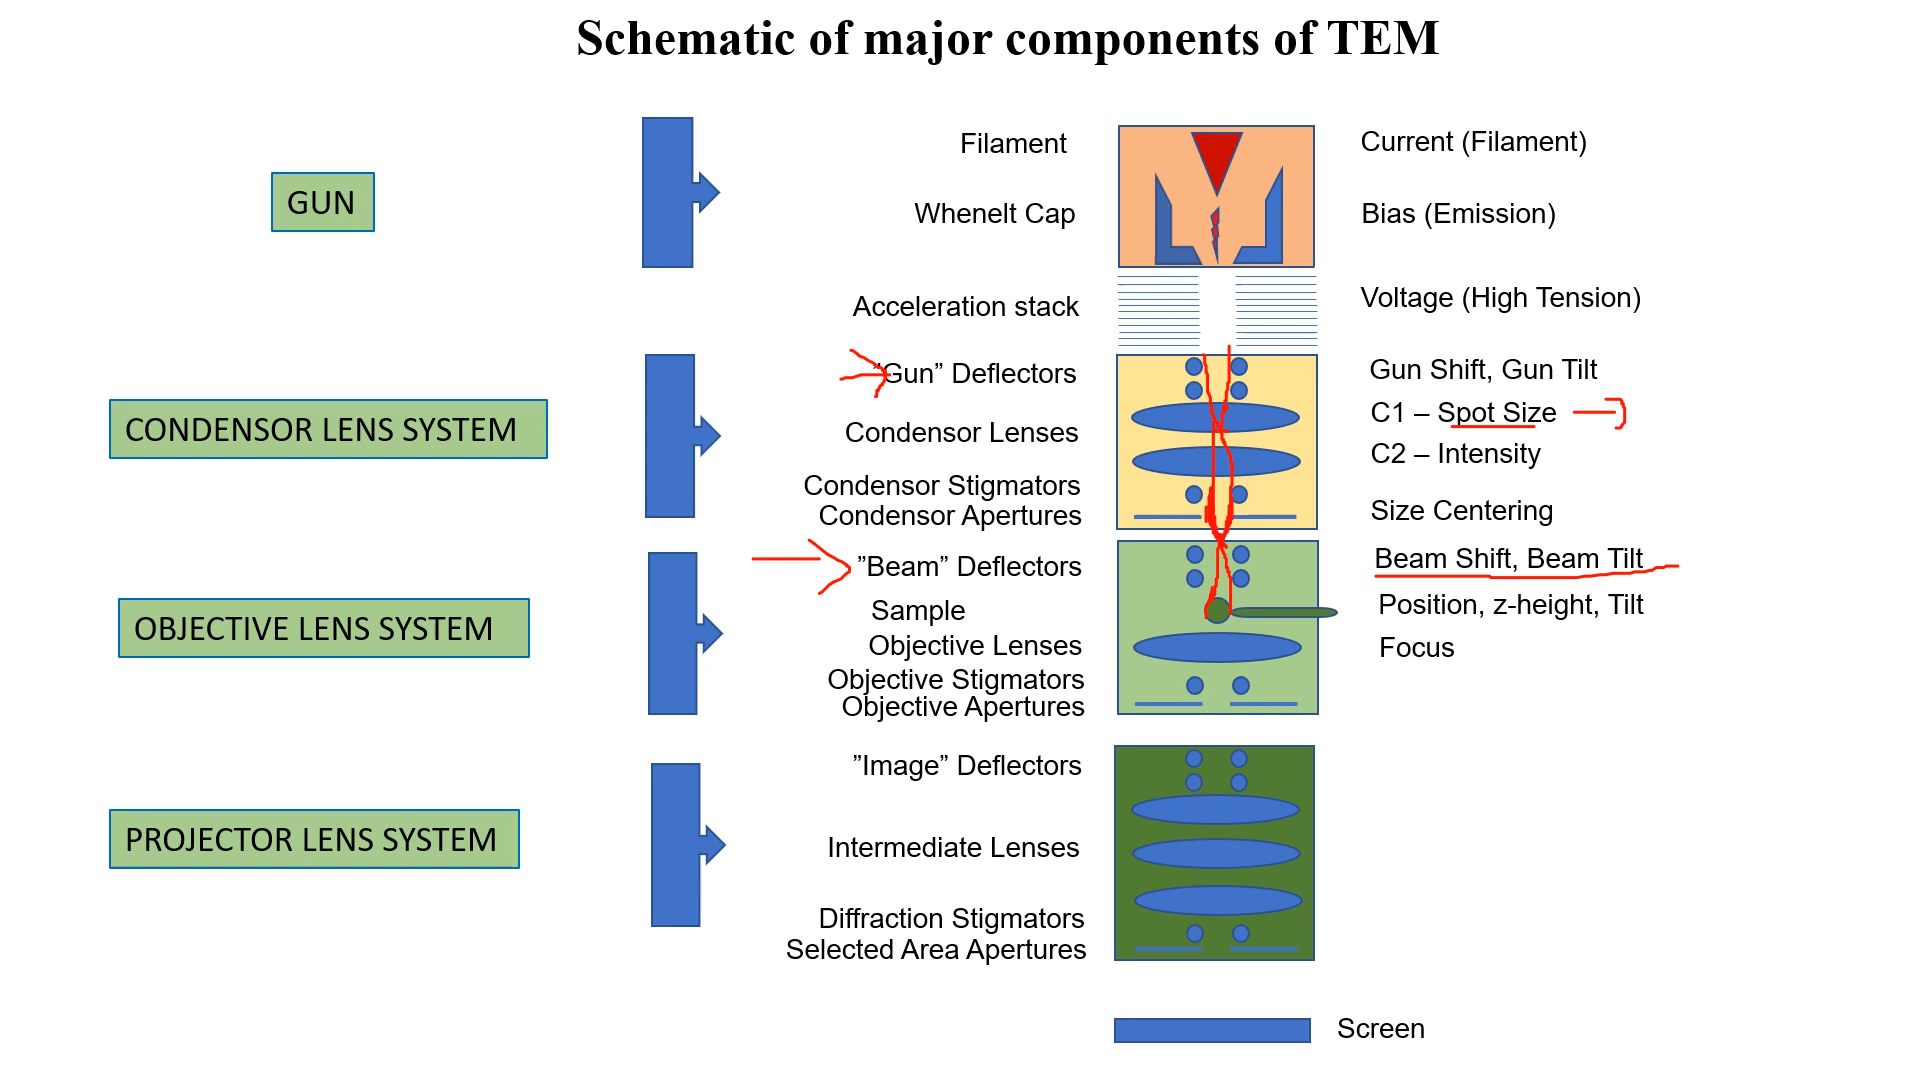 Schematic of major components of TEM
GUN
Filament
Current (Filament)
Whenelt Cap
Bias (Emission)
Acceleration stack
Voltage (High Tension)
CONDENSOR LENS SYSTEM
”Gun” Deflectors
Gun Shift, Gun Tilt
C1 – Spot Size
Condensor Lenses
C2 – Intensity
Condensor Stigmators
Condensor Apertures
Size Centering
OBJECTIVE LENS SYSTEM
”Beam” Deflectors
Beam Shift, Beam Tilt
Sample
Position, z-height, Tilt
Objective Lenses
Focus
Objective Stigmators
Objective Apertures
PROJECTOR LENS SYSTEM
”Image” Deflectors
Intermediate Lenses
Diffraction Stigmators
Selected Area Apertures
Screen